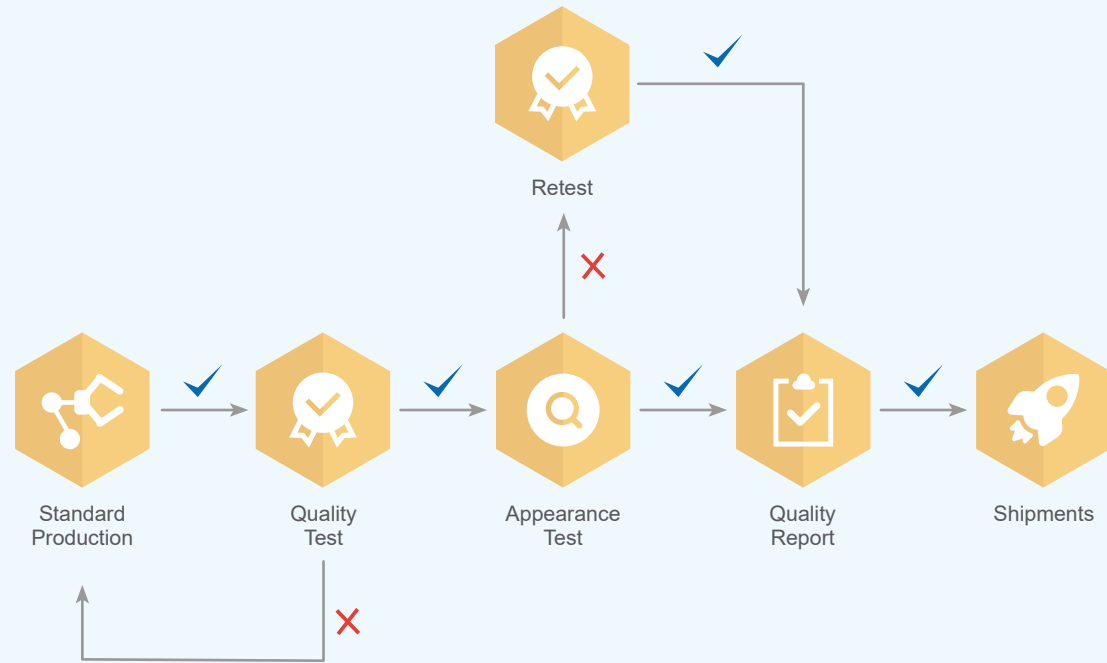 Retest
Standard
Production
Quality
Test
Appearance
Test
Quality
Report
Shipments